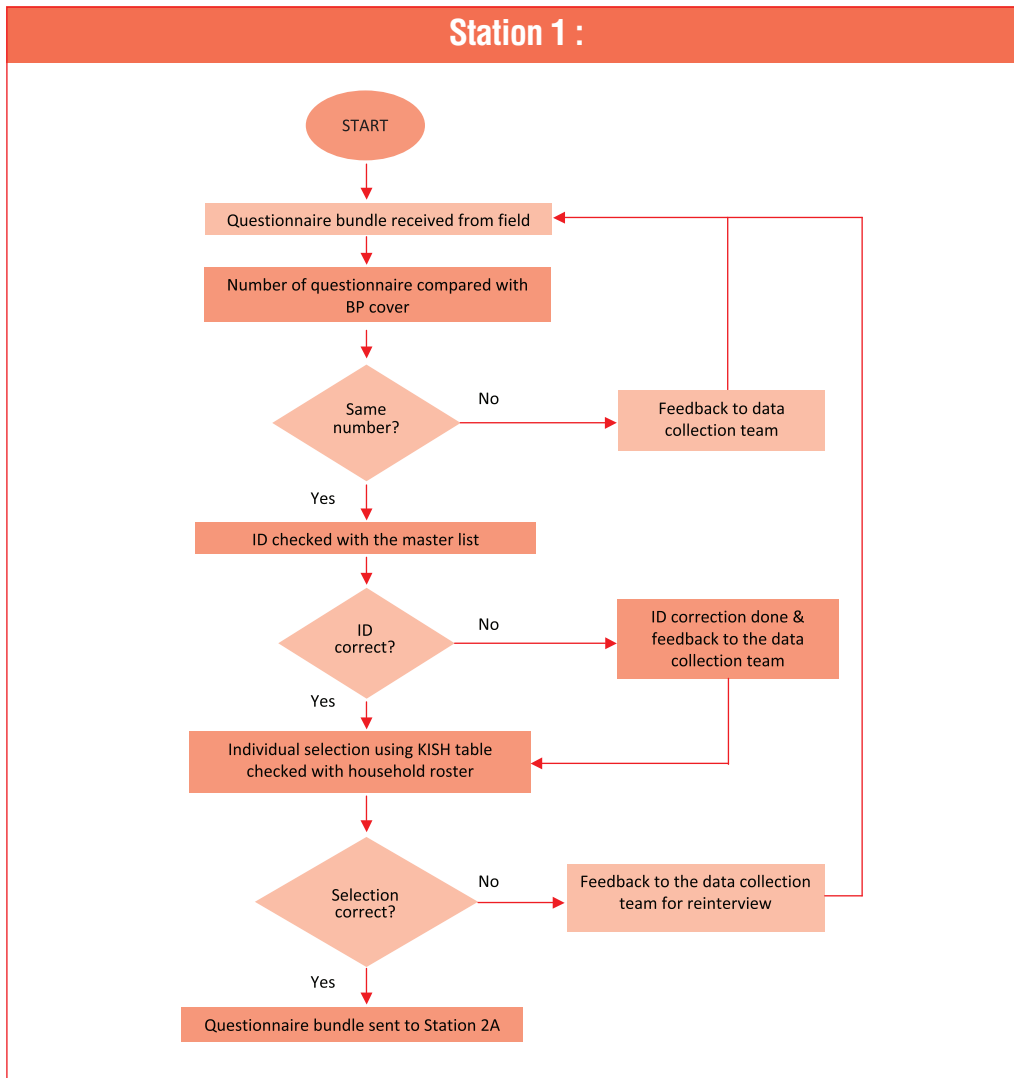 Station 1 :
START
Questionnaire bundle received from field
Number of questionnaire compared with
BP cover
Same
number?
No
Feedback to data
collection team
Yes
ID checked with the master list
ID
correct?
No
ID correction done &
feedback to the data
collection team
Yes
Individual selection using KISH table
checked with household roster
Selection
correct?
No
Feedback to the data collection
team for reinterview
Yes
Questionnaire bundle sent to Station 2A